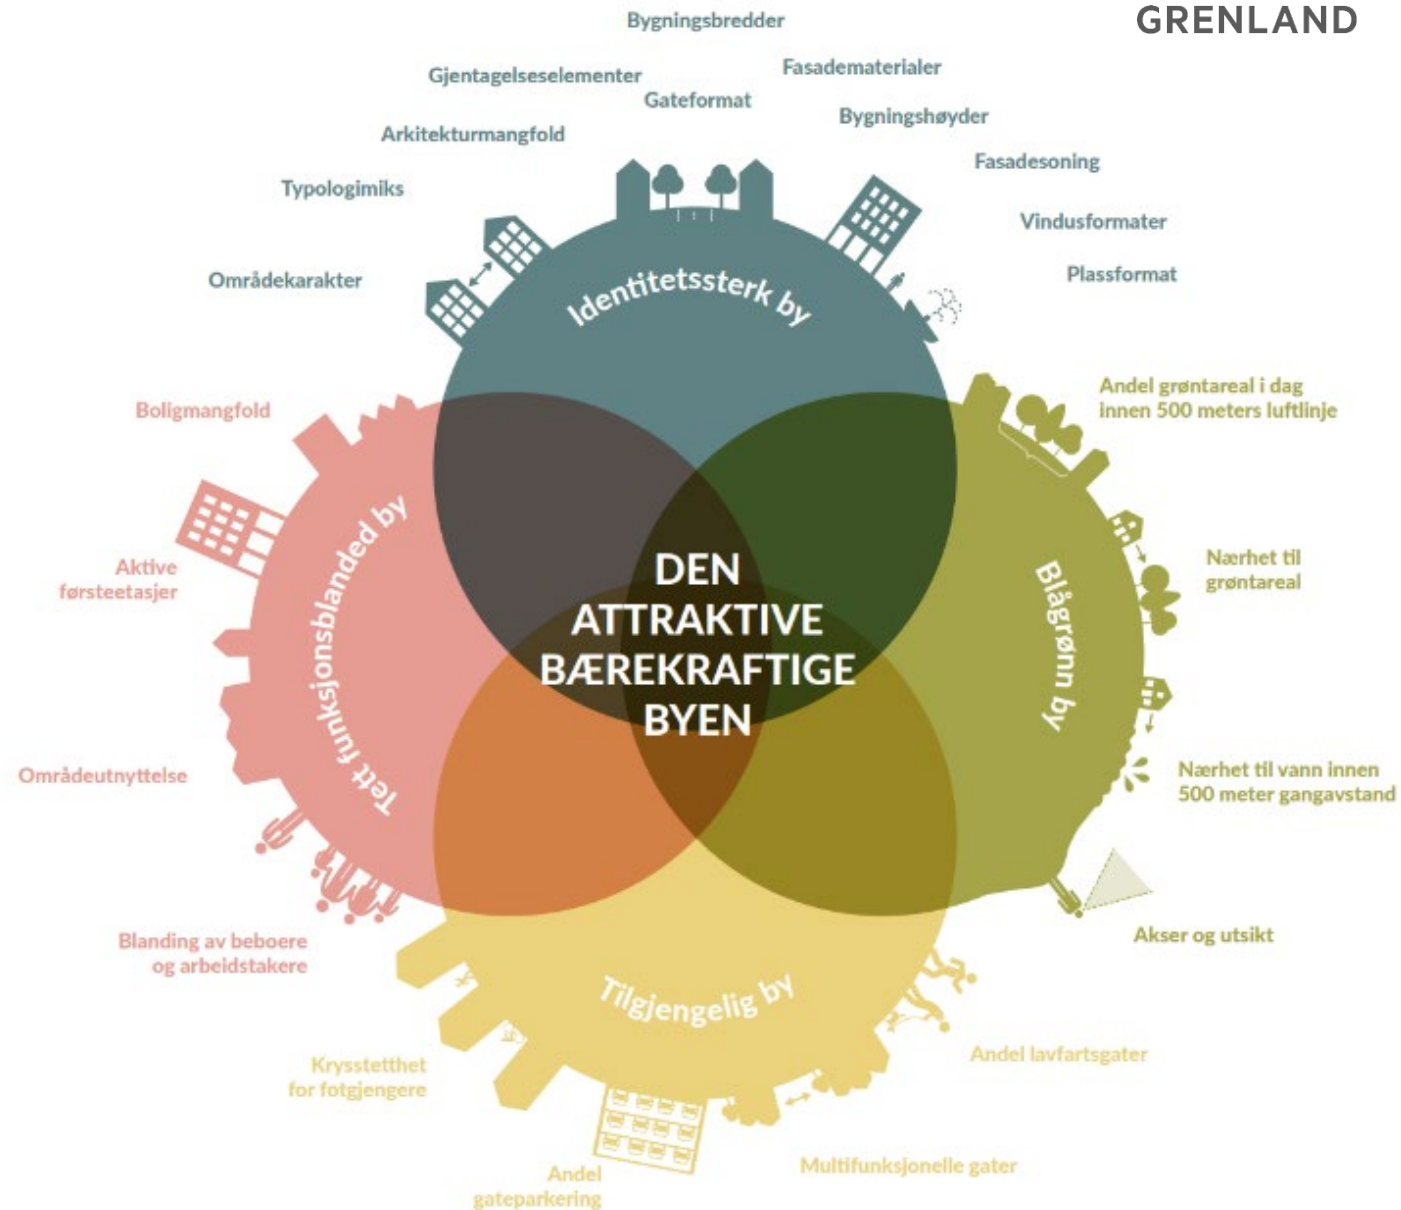 GRENLAND
Bygningsbredder
Fasadematerialer
Gjentagelseselementer
Gateformat
Bygningshøyder
Arkitekturmangfold
Fasadesoning
Typologimiks
Vindusformater
Områdekarakter
Plassformat
Identitetssterk by
Andel grøntareal i dag
innen 500 meters luftlinje
Boligmangfold
Nærhet til
grøntareal
Aktive
førsteetasjer
Tett funksjonsblanded by
DEN
ATTRAKTIVE
BÆREKRAFTIGE
BYEN
Blågrønn by
Områdeutnyttelse
Nærhet til vann innen
500 meter gangavstand
Blanding av beboere
og arbeidstakere
Akser og utsikt
Tilgjengelig by
Krysstetthet
for fotgjengere
Andel lavfartsgater
Andel
gateparkering
Multifunksjonelle gater